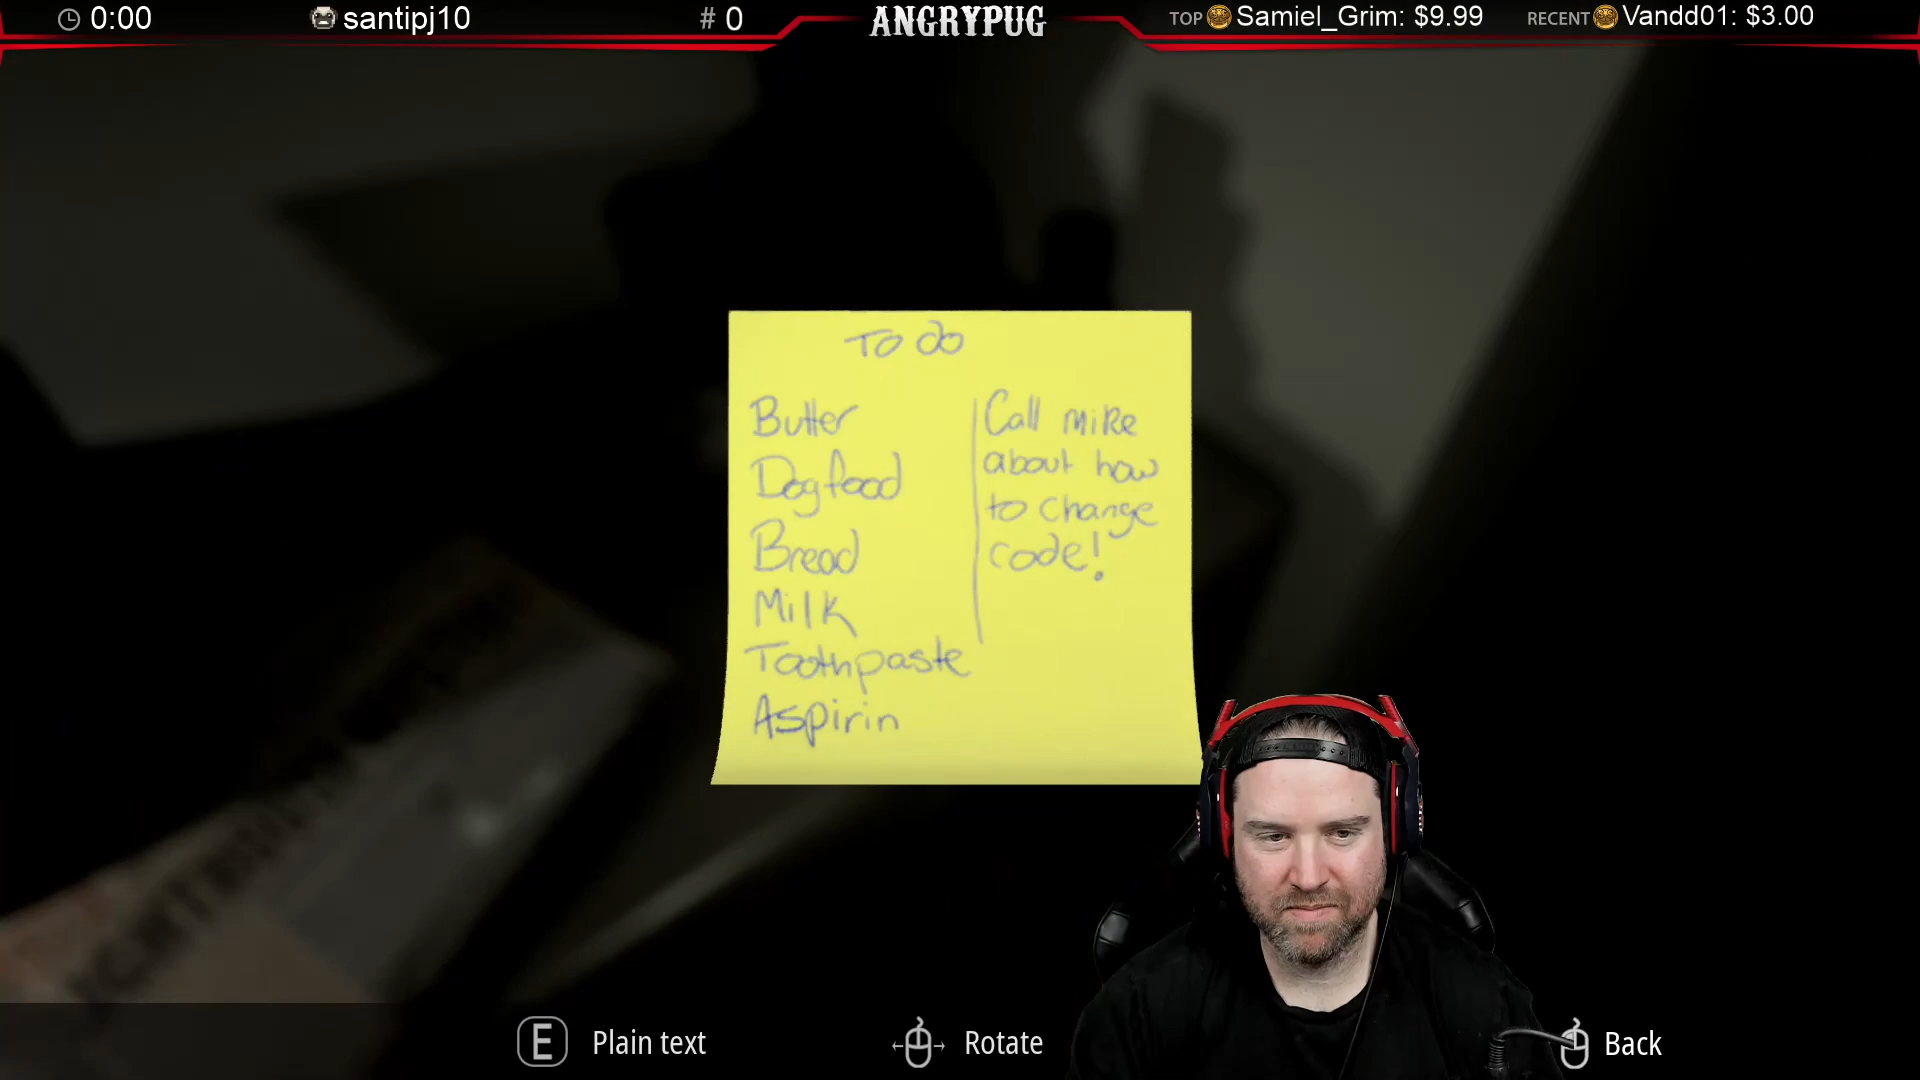 0:00
santipj10
# 0
ANGRYPUG
TOP Samiel_Grim: $9.99
RECENT Vandd01: $3.00
To do
Butter
Dogfood
Bread
Milk
Toothpaste
Aspirin
Call Mike
about how
to change
code!
E Plain text
Rotate
Back